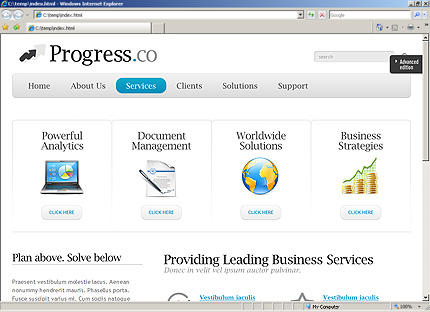 C:\temp\index.html - Windows Internet Explorer
C:\temp\index.html
Google
C:\temp\index.html
Progress.co
search
Advanced
edition
Home About Us Services Clients Solutions Support
Powerful
Analytics
CLICK HERE
Document
Management
CLICK HERE
Worldwide
Solutions
CLICK HERE
Business
Strategies
CLICK HERE
Plan above. Solve below
Praesent vestibulum molestie lacus. Aenean
nonummy hendrerit mauris. Phasellus porta.
Fusce suscipit varius mi. Cum sociis natoque
Providing Leading Business Services
Donec in velit vel ipsum auctor pulvinar.
Vestibulum iaculis
Vestibulum iaculis
My Computer
100%